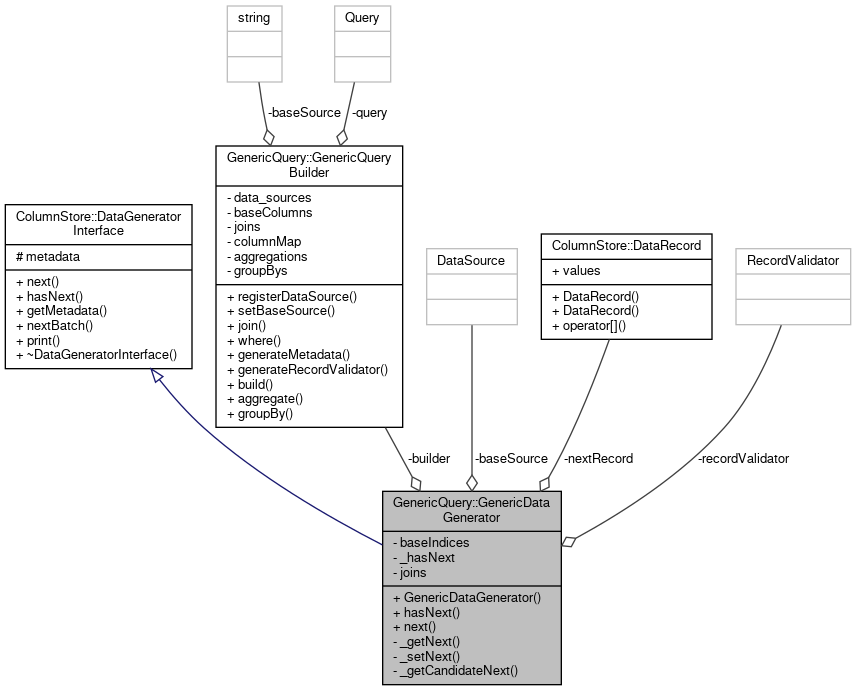 string
Query
-baseSource
-query
GenericQuery::GenericQuery
Builder
- data_sources
- baseColumns
- joins
- columnMap
- aggregations
- groupBys
+ registerDataSource()
+ setBaseSource()
+ join()
+ where()
+ generateMetadata()
+ generateRecordValidator()
+ build()
+ aggregate()
+ groupBy()
ColumnStore::DataGenerator
Interface
# metadata
+ next()
+ hasNext()
+ getMetadata()
+ nextBatch()
+ print()
+ ~DataGeneratorInterface()
DataSource
ColumnStore::DataRecord
+ values
+ DataRecord()
+ DataRecord()
+ operator[]()
RecordValidator
-builder
-baseSource
-nextRecord
-recordValidator
GenericQuery::GenericData
Generator
- baseIndices
- _hasNext
- joins
+ GenericDataGenerator()
+ hasNext()
+ next()
- _getNext()
- _setNext()
- _getCandidateNext()